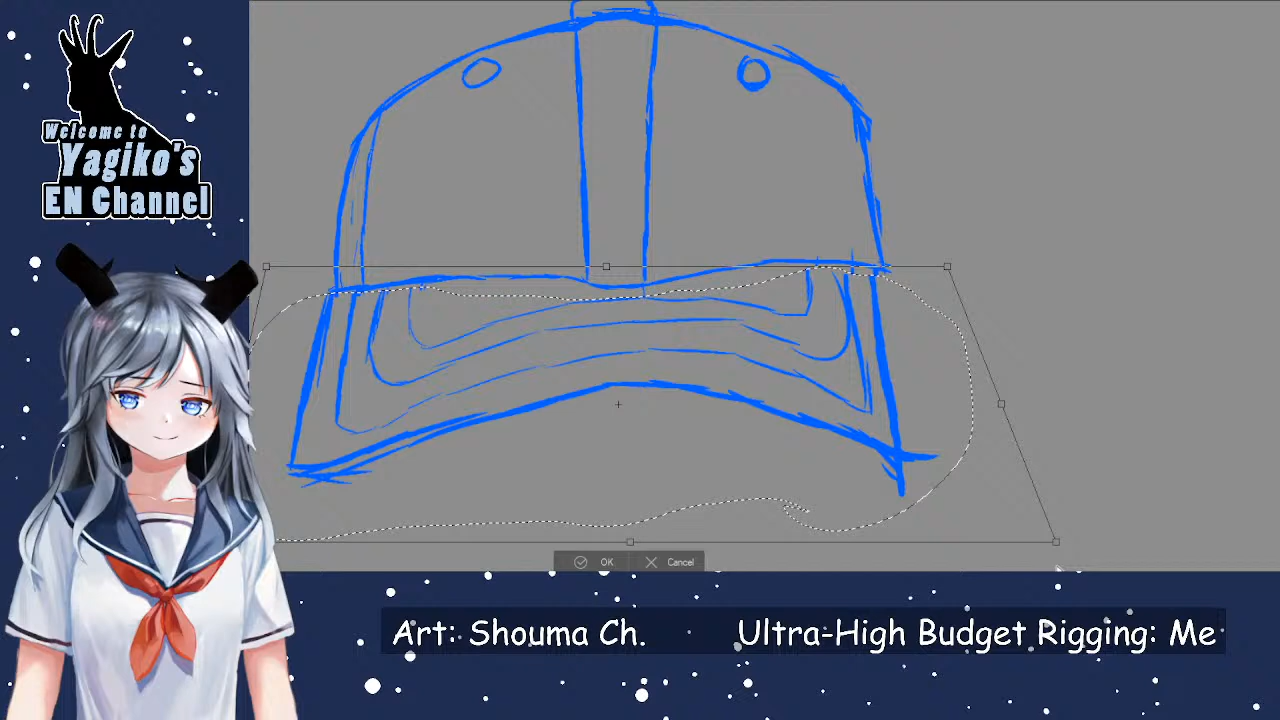 Welcome to
Yagiko's
EN Channel
OK
Cancel
Art: Shouma Ch.
Ultra-High Budget Rigging: Me